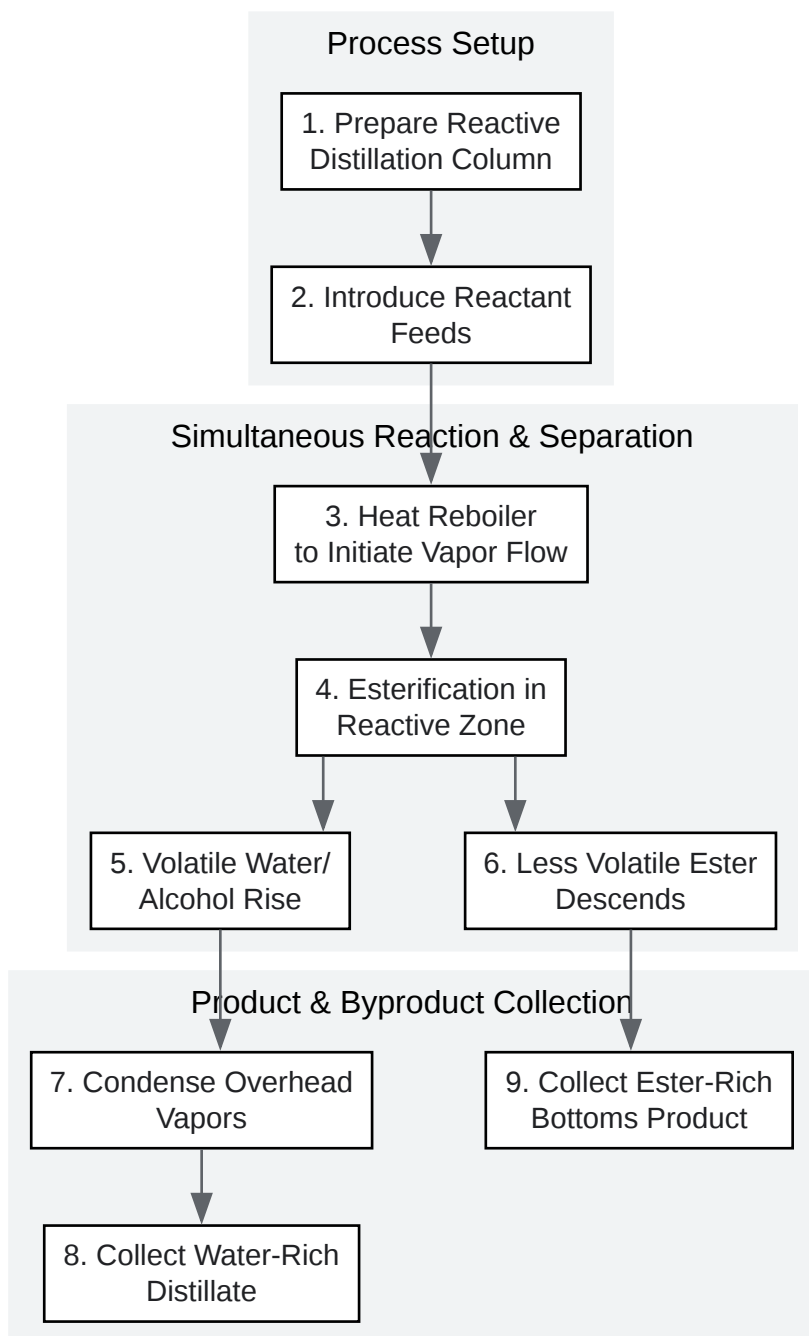 Process Setup
1. Prepare Reactive
Distillation Column
2. Introduce Reactant
Feeds
Simultaneous Reaction & Separation
3. Heat Reboiler
to Initiate Vapor Flow
4. Esterification in
Reactive Zone
5. Volatile Water/
Alcohol Rise
6. Less Volatile Ester
Descends
Product & Byproduct Collection
7. Condense Overhead
Vapors
9. Collect Ester-Rich
Bottoms Product
8. Collect Water-Rich
Distillate